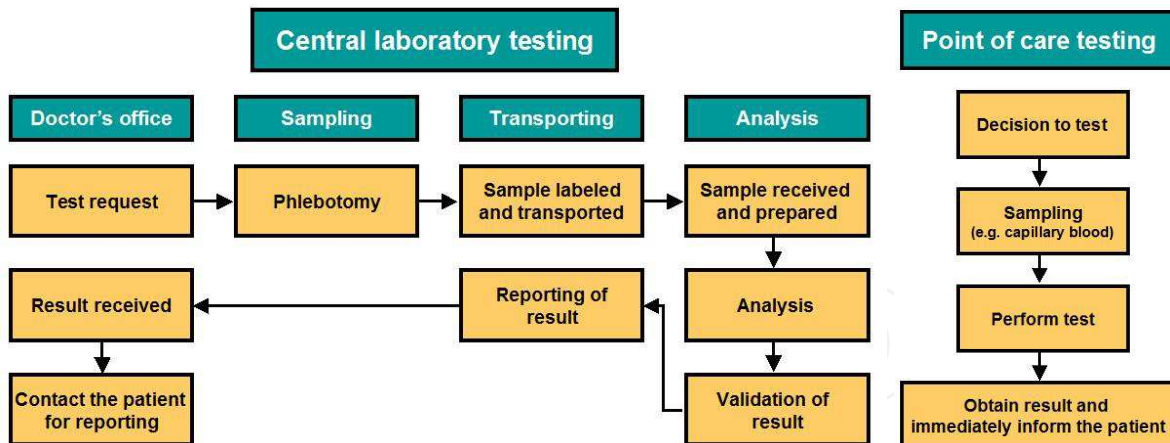 Central laboratory testing
Doctor's office
Sampling
Transporting
Analysis
Test request
Phlebotomy
Sample labeled
and transported
Sample received
and prepared
Result received
Reporting of
result
Analysis
Contact the patient
for reporting
Validation of
result
Point of care testing
Decision to test
Sampling
(e.g. capillary blood)
Perform test
Obtain result and
immediately inform the patient